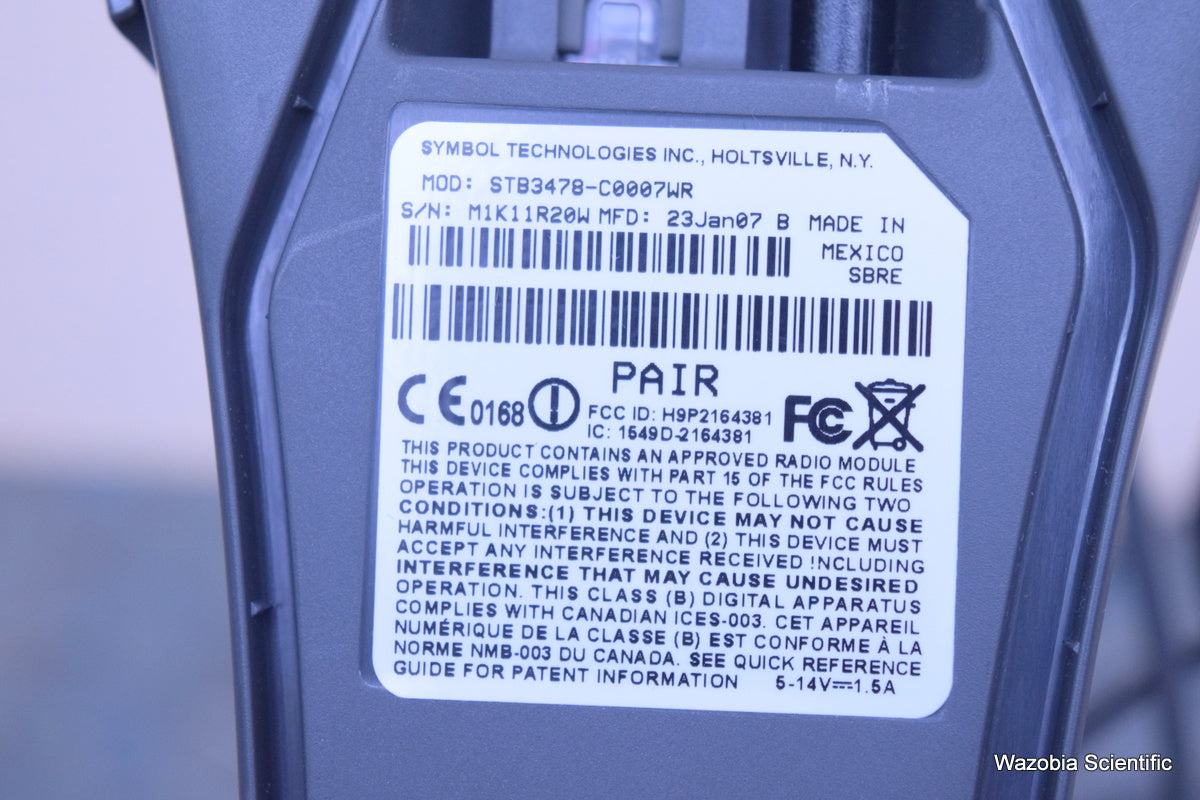 SYMBOL TECHNOLOGIES INC., HOLTSVILLE, N.Y.
MOD: STB3478-C0007WR
S/N: M1K11R20W MFD: 23Jan07 B MADE IN
MEXICO
SBRE
PAIR
CE 0168
FCC ID: H9P2164381
IC: 1549D-2164381
FC
THIS PRODUCT CONTAINS AN APPROVED RADIO MODULE
THIS DEVICE COMPLIES WITH PART 15 OF THE FCC RULES
OPERATION IS SUBJECT TO THE FOLLOWING TWO
CONDITIONS:(1) THIS DEVICE MAY NOT CAUSE
HARMFUL INTERFERENCE AND (2) THIS DEVICE MUST
ACCEPT ANY INTERFERENCE RECEIVED INCLUDING
INTERFERENCE THAT MAY CAUSE UNDESIRED
OPERATION. THIS CLASS (B) DIGITAL APPARATUS
COMPLIES WITH CANADIAN ICES-003. CET APPAREIL
NUMÉRIQUE DE LA CLASSE (B) EST CONFORME À LA
NORME NMB-003 DU CANADA. SEE QUICK REFERENCE
GUIDE FOR PATENT INFORMATION 5-14V⎓1.5A
Wazobia Scientific